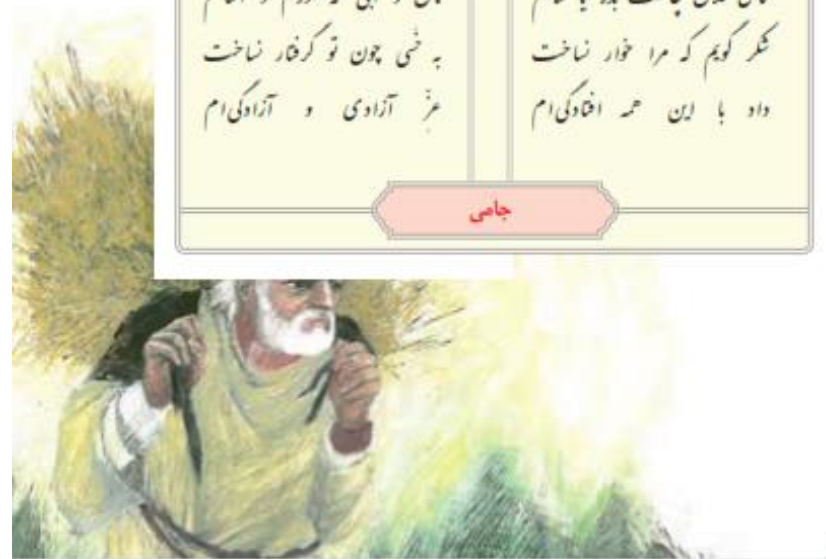 شکر گویم که مرا خوار نساخت به خَسی چون تو گرفتار نساخت
داد با این همه افتادگی‌ام عزِّ آزادی و آزادگی‌ام
جامی